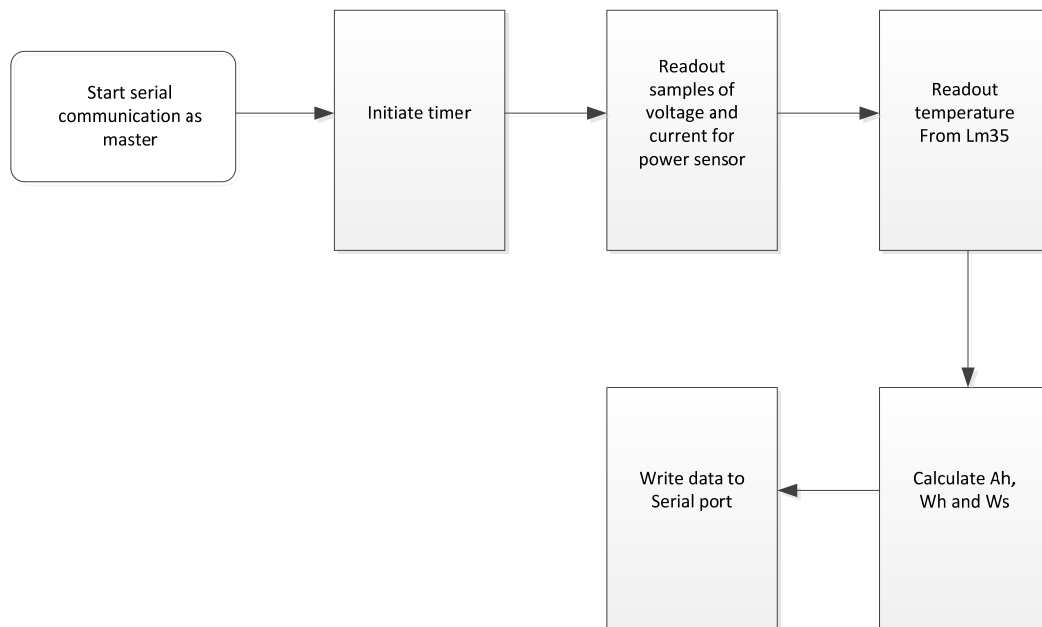 Start serial
communication as
master
Initiate timer
Readout
samples of
voltage and
current for
power sensor
Readout
temperature
From Lm35
Calculate Ah,
Wh and Ws
Write data to
Serial port